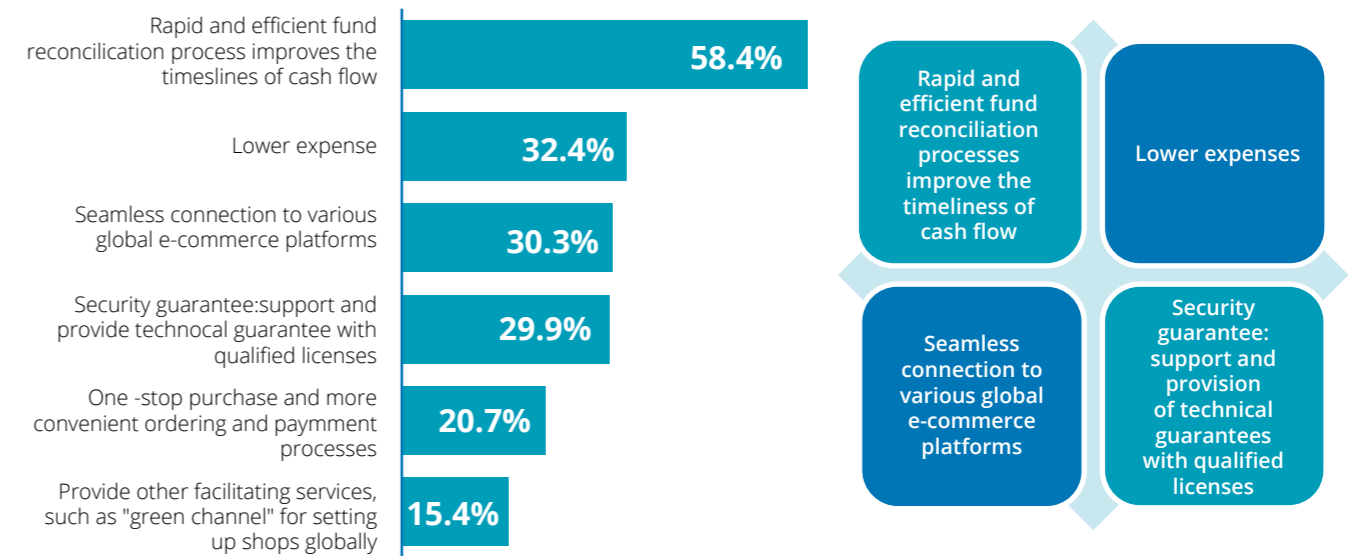 Rapid and efficient fund
reconcilication process improves the
timeslines of cash flow
58.4%
Lower expense
32.4%
Seamless connection to various
global e-commerce platforms
30.3%
Security guarantee:support and
provide technocal guarantee with
qualified licenses
29.9%
One -stop purchase and more
convenient ordering and paymment
processes
20.7%
Provide other facilitating services,
such as "green channel" for setting
up shops globally
15.4%
Rapid and
efficient fund
reconciliation
processes
improve the
timeliness of
cash flow
Lower expenses
Seamless
connection to
various global
e-commerce
platforms
Security
guarantee:
support and
provision
of technical
guarantees
with qualified
licenses